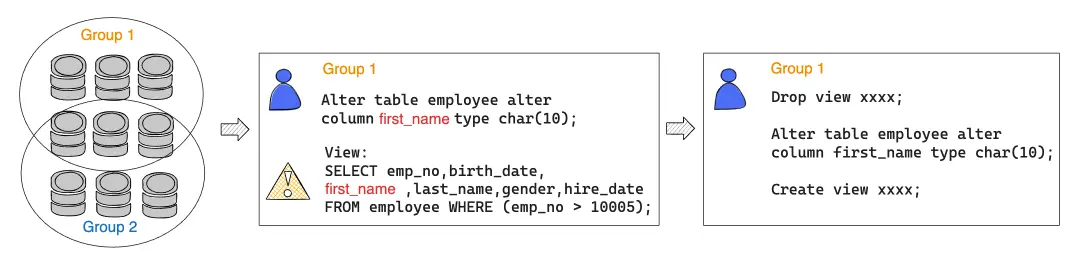 Group 1
Group 2
Group 1
Alter table employee alter
column first_name type char(10);
View:
SELECT emp_no,birth_date,
first_name ,last_name,gender,hire_date
FROM employee WHERE (emp_no > 10005);
Group 1
Drop view xxxx;
Alter table employee alter
column first_name type char(10);
Create view xxxx;